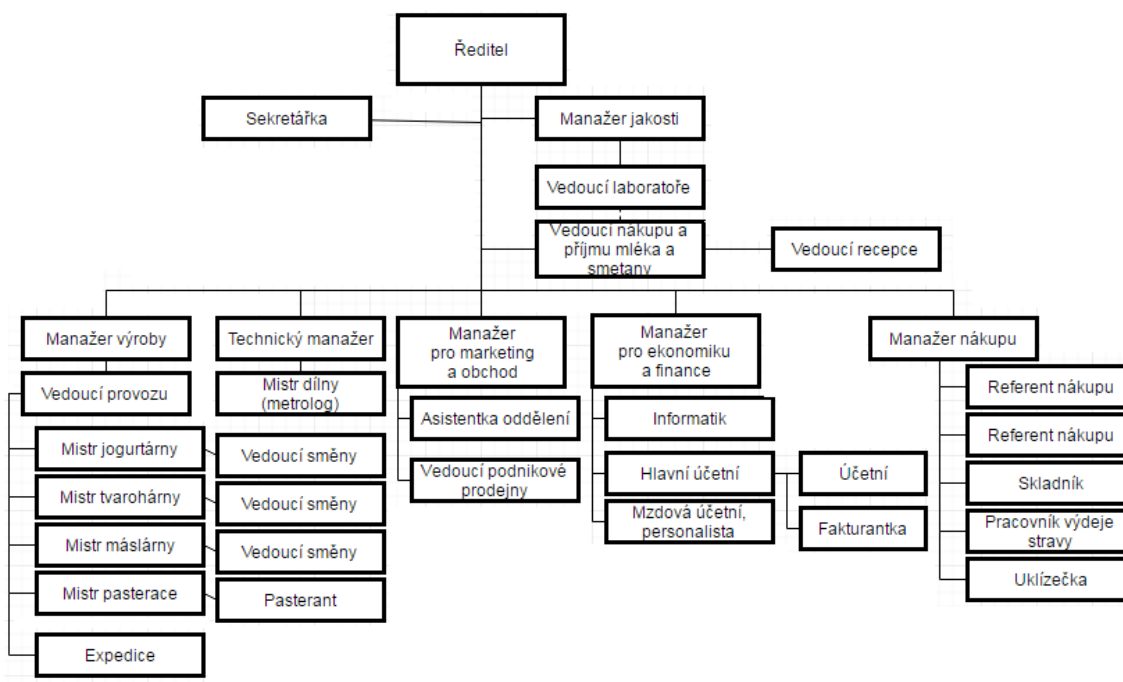 Ředitel
Sekretářka
Manažer jakosti
Vedoucí laboratoře
Vedoucí nákupu a
příjmu mléka a
smetany
Vedoucí recepce
Manažer výroby
Technický manažer
Manažer
pro marketing
a obchod
Manažer
pro ekonomiku
a finance
Manažer nákupu
Vedoucí provozu
Mistr dílny
(metrolog)
Asistentka oddělení
Informatik
Referent nákupu
Referent nákupu
Mistr jogurtárny
Vedoucí směny
Vedoucí podnikové
prodejny
Hlavní účetní
Účetní
Skladník
Mistr tvarohárny
Vedoucí směny
Mzdová účetní,
personalista
Fakturantka
Pracovník výdeje
stravy
Mistr máslárny
Vedoucí směny
Uklízečka
Mistr pasterace
Pasterant
Expedice